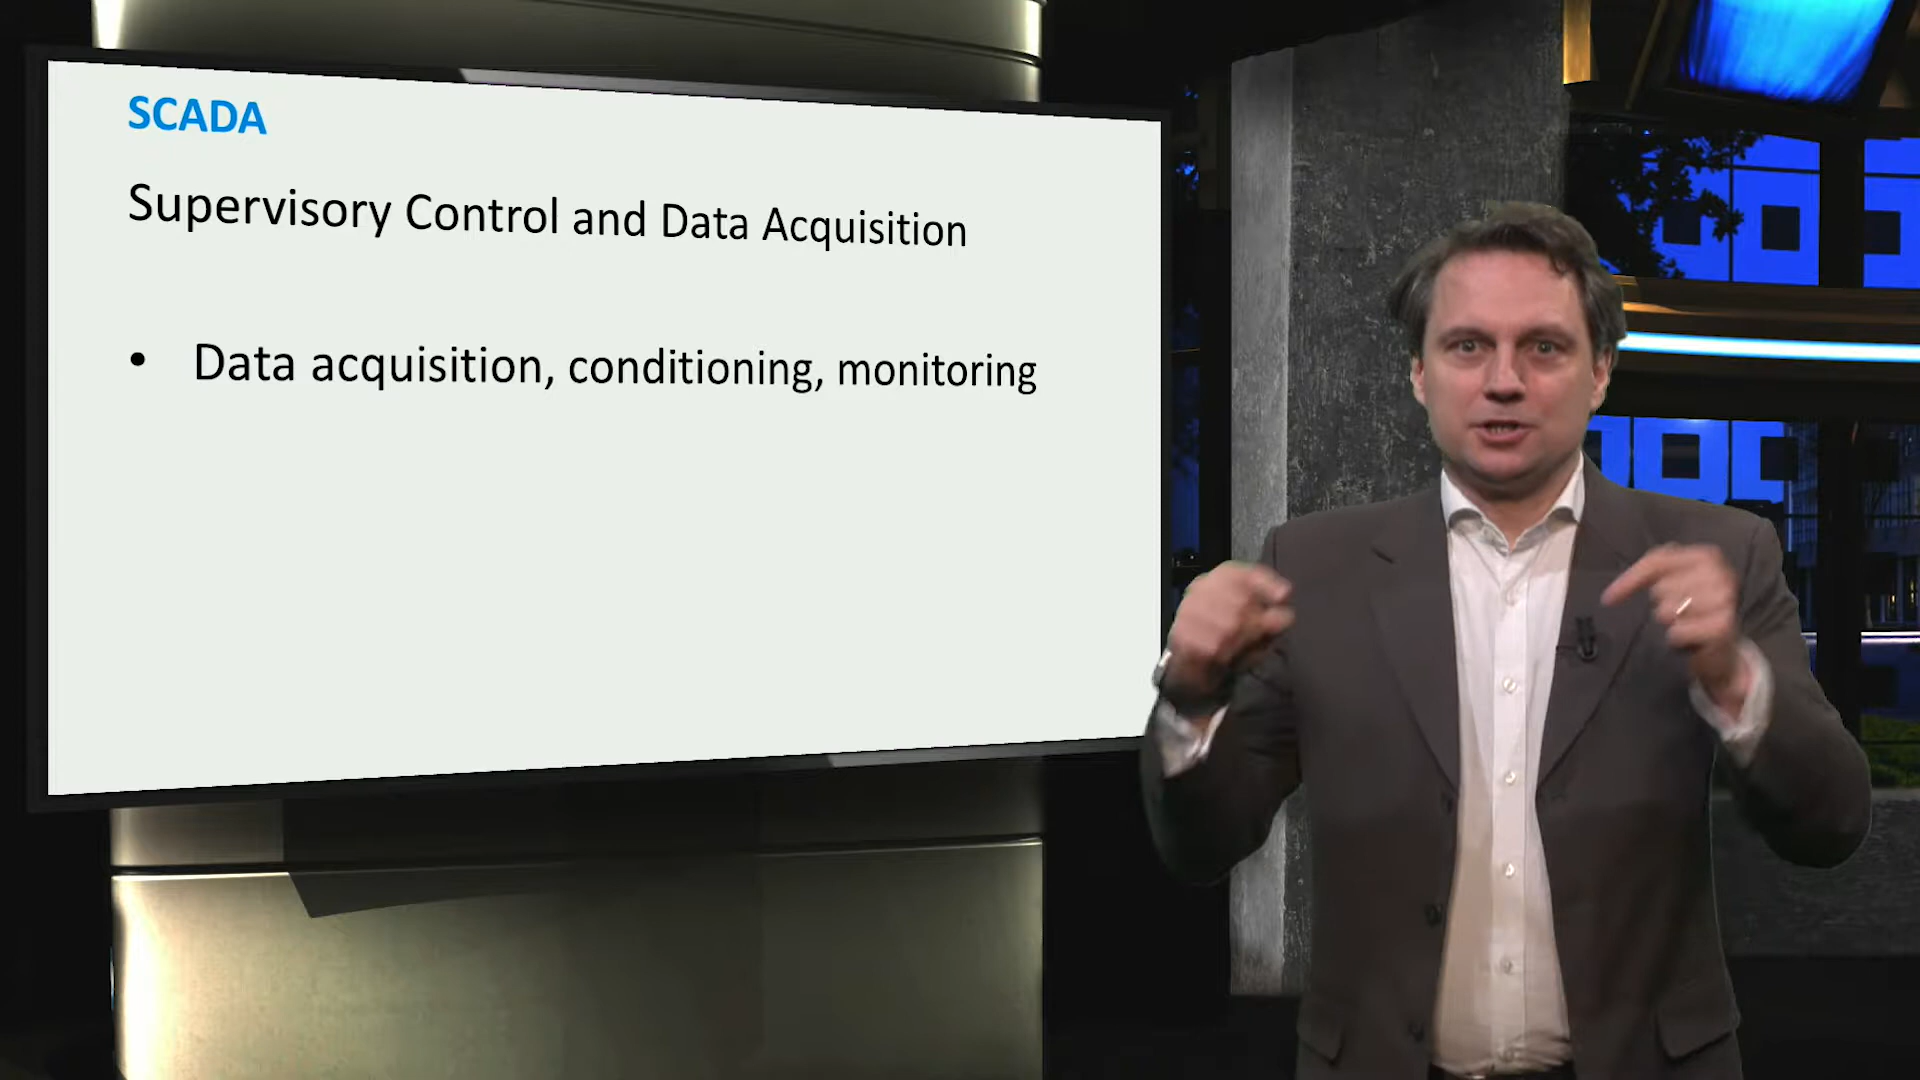 SCADA
Supervisory Control and Data Acquisition
• Data acquisition, conditioning, monitoring